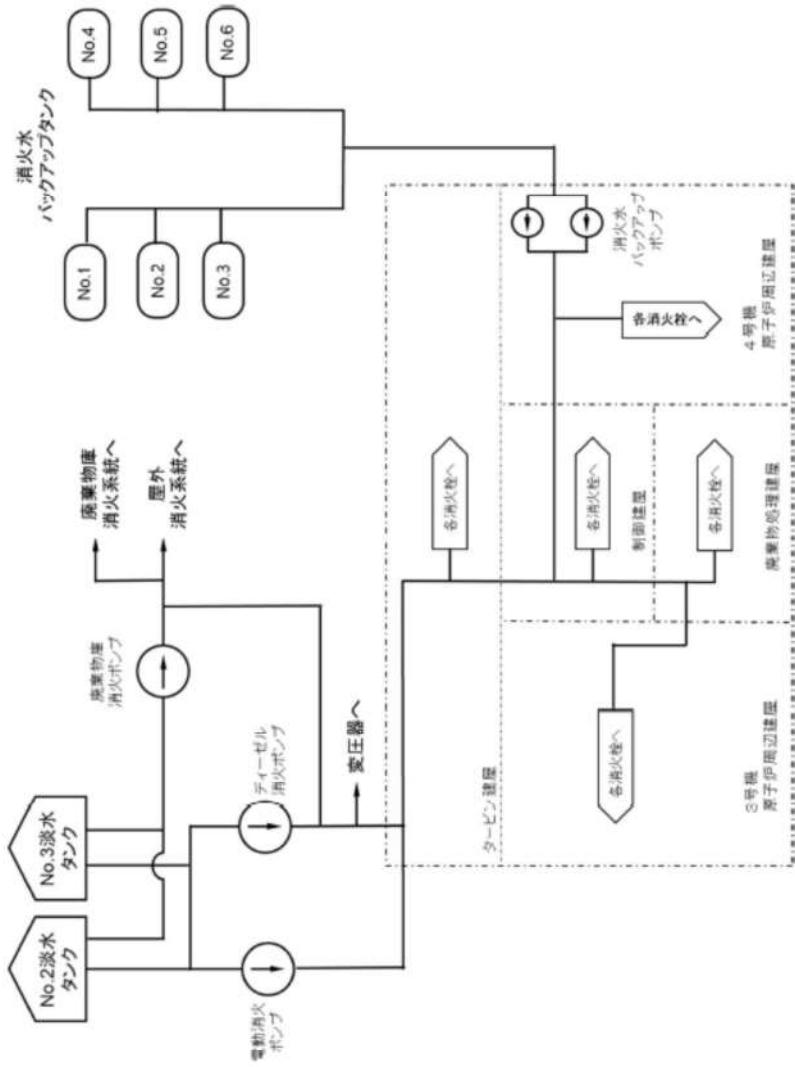 No.2淡水
タンク
No.3淡水
タンク
廃棄物庫
消火ポンプ
廃棄物庫
消火系統へ
屋外
消火系統へ
電動消火
ポンプ
ディーゼル
消火ポンプ
変圧器へ
消火水
バックアップタンク
No.1
No.2
No.3
No.4
No.5
No.6
タービン建屋
各消火栓へ
各消火栓へ
制御建屋
各消火栓へ
廃棄物処理建屋
各消火栓へ
3号機
原子炉周辺建屋
消火水
バックアップ
ポンプ
各消火栓へ
4号機
原子炉周辺建屋